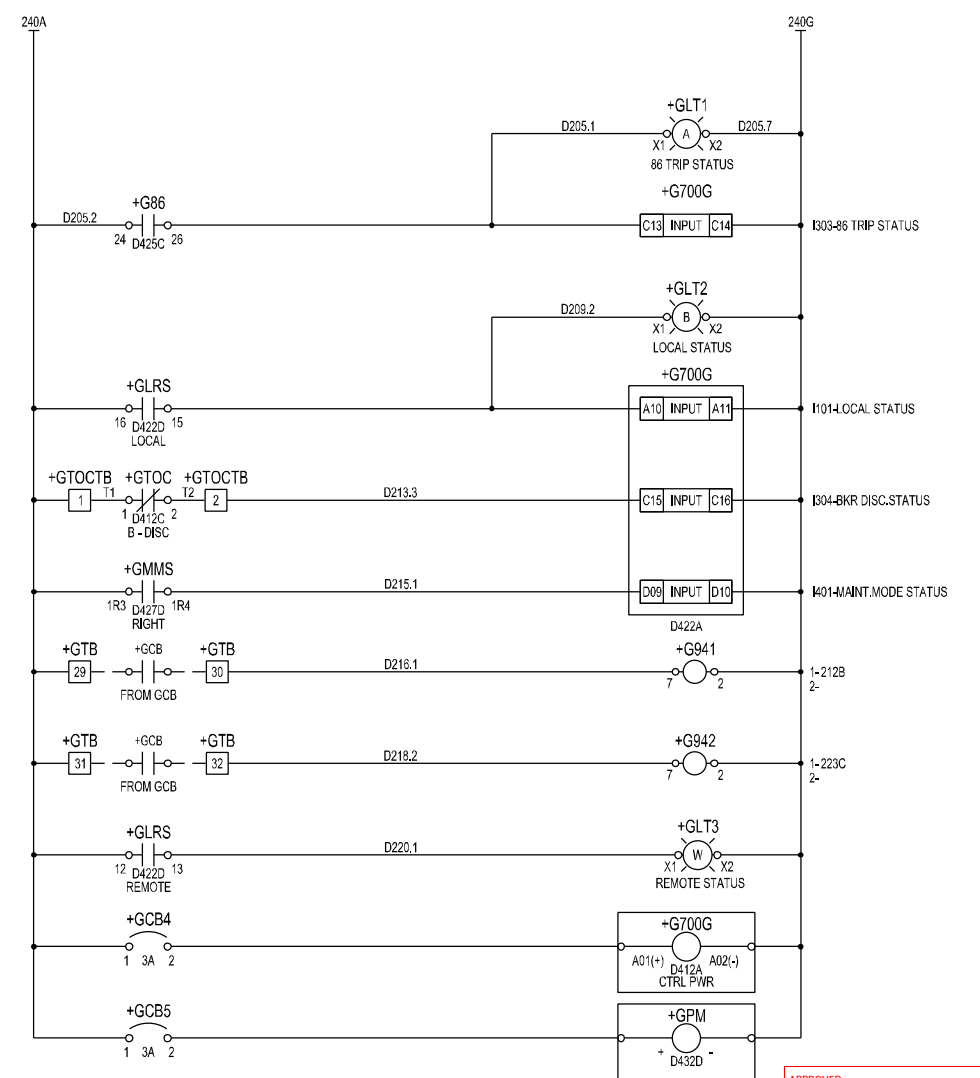 240A
240G
+GLT1
D205.1
A
D205.7
X1
X2
86 TRIP STATUS
+G86
+G700G
D205.2
C13 INPUT C14
I303-86 TRIP STATUS
24
D425C
26
+GLT2
D209.2
B
X1
X2
LOCAL STATUS
+GLRS
+G700G
A10 INPUT A11
I101-LOCAL STATUS
16
D422D
15
LOCAL
+GTOCTB
+GTOC
+GTOCTB
1
T1
T2
2
D213.3
C15 INPUT C16
I304-BKR DISC.STATUS
1
D412C
2
B - DISC
+GMMS
D215.1
D09 INPUT D10
I401-MAINT.MODE STATUS
1R3
D427D
1R4
RIGHT
D422A
+GTB
+GCB
+GTB
+G941
29
30
D216.1
7
2
1-212B
2-
FROM GCB
+GTB
+GCB
+GTB
+G942
31
32
D218.2
7
2
1-223C
2-
FROM GCB
+GLRS
+GLT3
D220.1
W
12
D422D
13
X1
X2
REMOTE
REMOTE STATUS
+GCB4
+G700G
1 3A 2
A01(+)
A02(-)
D412A
CTRL PWR
+GCB5
+GPM
1 3A 2
+
-
D432D